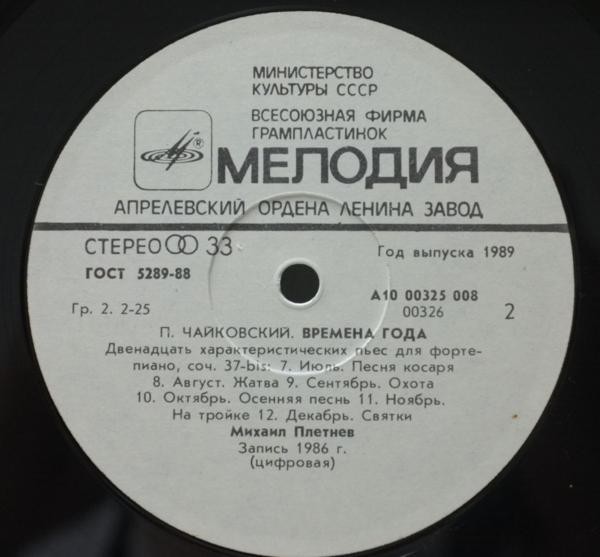 МИНИСТЕРСТВО
КУЛЬТУРЫ СССР
ВСЕСОЮЗНАЯ ФИРМА
ГРАМПЛАСТИНОК
®
МЕЛОДИЯ
АПРЕЛЕВСКИЙ ОРДЕНА ЛЕНИНА ЗАВОД
СТЕРЕО 33
Год выпуска 1989
ГОСТ 5289-88
Гр. 2. 2-25
А10 00325 008
00326
2
П. ЧАЙКОВСКИЙ. ВРЕМЕНА ГОДА
Двенадцать характеристических пьес для форте-
пиано, соч. 37-bis: 7. Июль. Песня косаря
8. Август. Жатва 9. Сентябрь. Охота
10. Октябрь. Осенняя песнь 11. Ноябрь.
На тройке 12. Декабрь. Святки
Михаил Плетнев
Запись 1986 г.
(цифровая)